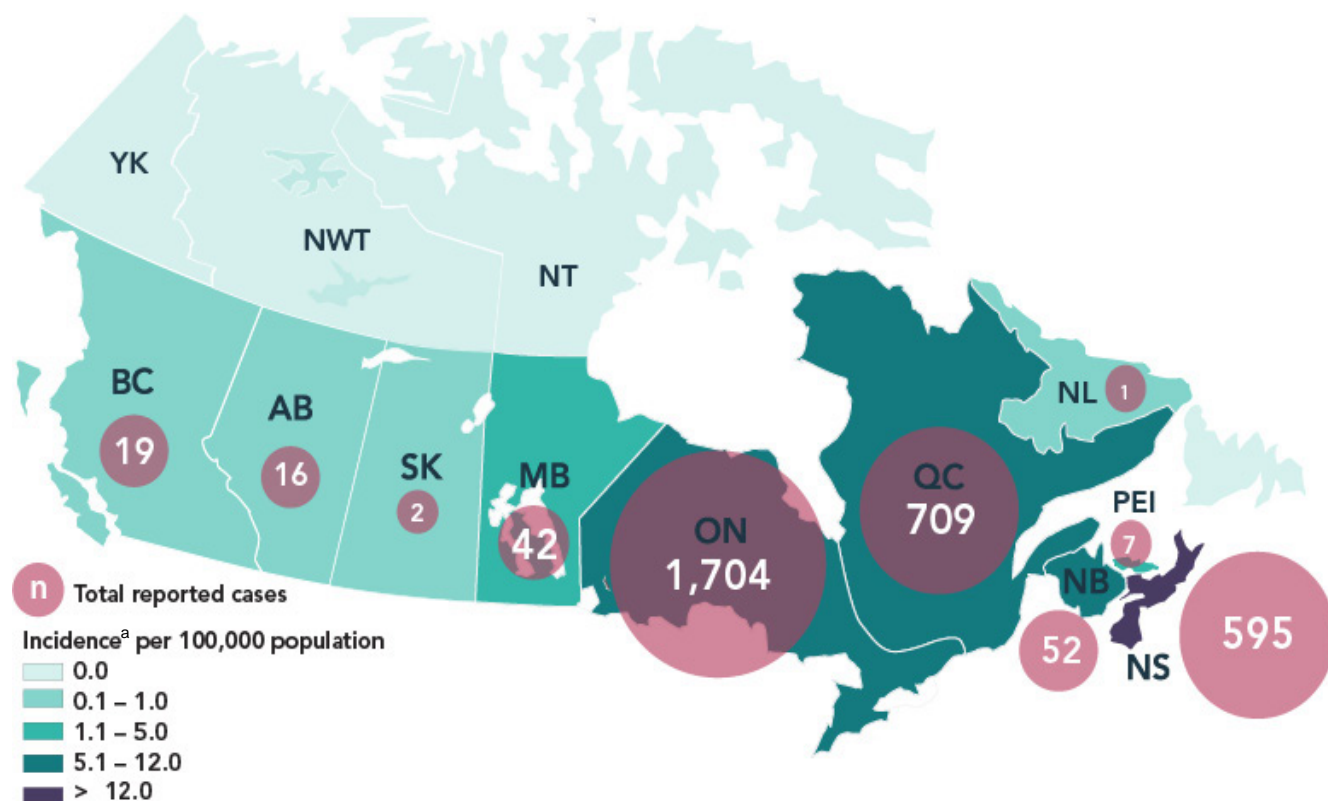 YK
NWT
NT
BC
19
AB
16
SK
2
MB
42
ON
1,704
QC
709
NL
1
PEI
7
NB
52
NS
595
n Total reported cases
Incidenceᵃ per 100,000 population
0.0
0.1 – 1.0
1.1 – 5.0
5.1 – 12.0
> 12.0